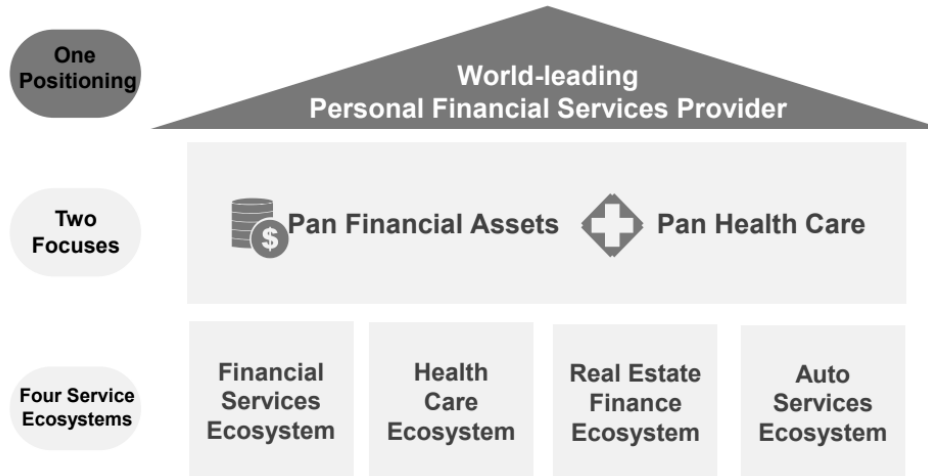 One
Positioning
World-leading
Personal Financial Services Provider
Two
Focuses
$ Pan Financial Assets
Pan Health Care
Four Service
Ecosystems
Financial
Services
Ecosystem
Health
Care
Ecosystem
Real Estate
Finance
Ecosystem
Auto
Services
Ecosystem